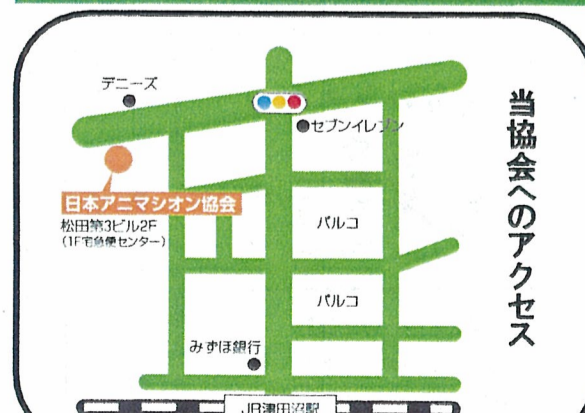 当協会へのアクセス
デニーズ
セブンイレブン
日本アニマシオン協会
松田第3ビル2F
(1F宅急便センター)
パルコ
パルコ
みずほ銀行
JR津田沼駅